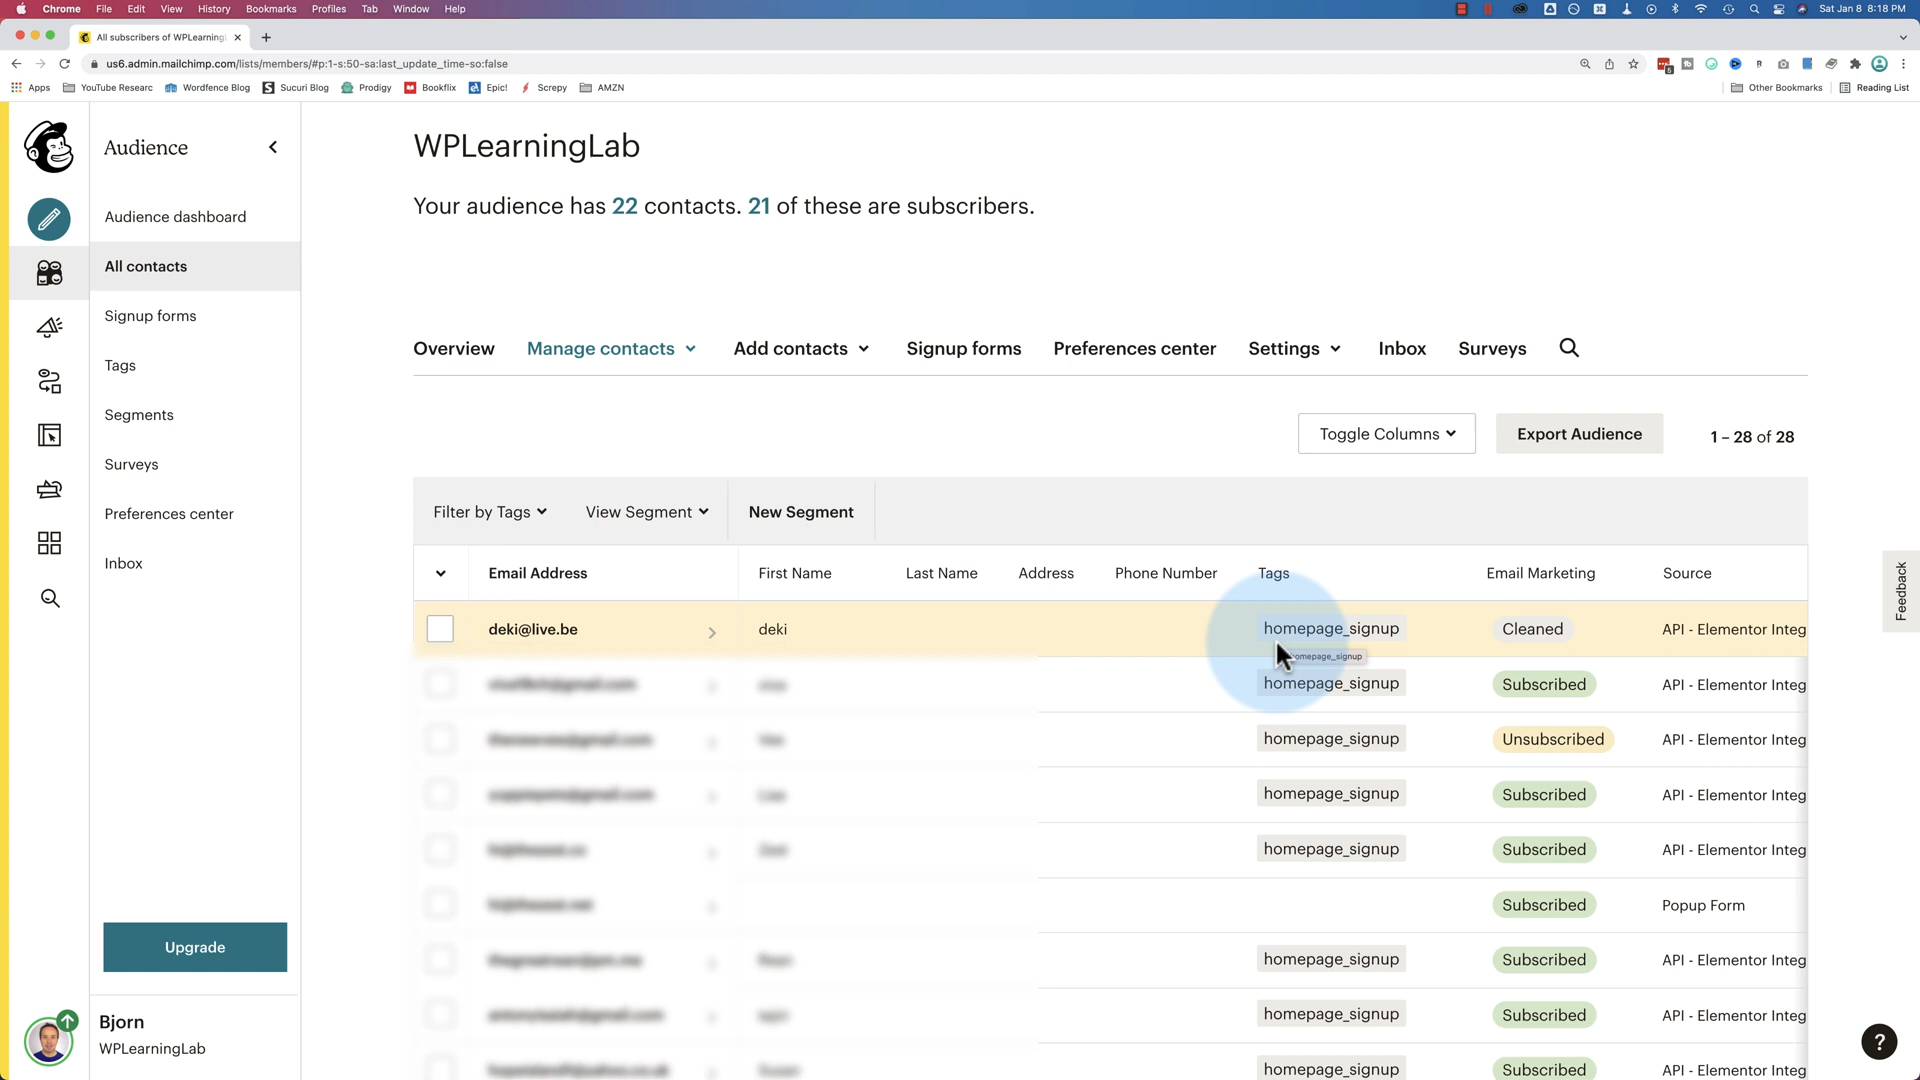 Chrome File Edit View History Bookmarks Profiles Tab Window Help Sat Jan 8 8:18 PM
All subscribers of WPLearning
us6.admin.mailchimp.com/lists/members/#p:1-s:50-sa:last_update_time-so:false
Apps YouTube Researc Wordfence Blog Sucuri Blog Prodigy Bookflix Epic! Screpy AMZN Other Bookmarks Reading List
Audience
Audience dashboard
All contacts
Signup forms
Tags
Segments
Surveys
Preferences center
Inbox
Upgrade
Bjorn
WPLearningLab
WPLearningLab
Your audience has 22 contacts. 21 of these are subscribers.
Overview Manage contacts Add contacts Signup forms Preferences center Settings Inbox Surveys
Toggle Columns Export Audience 1 – 28 of 28
Filter by Tags View Segment New Segment
Email Address First Name Last Name Address Phone Number Tags Email Marketing Source
deki@live.be deki homepage_signup Cleaned API - Elementor Integ
homepage_signup
homepage_signup Subscribed API - Elementor Integ
homepage_signup Unsubscribed API - Elementor Integ
homepage_signup Subscribed API - Elementor Integ
homepage_signup Subscribed API - Elementor Integ
Subscribed Popup Form
homepage_signup Subscribed API - Elementor Integ
homepage_signup Subscribed API - Elementor Integ
homepage_signup Subscribed API - Elementor Integ
Feedback
?